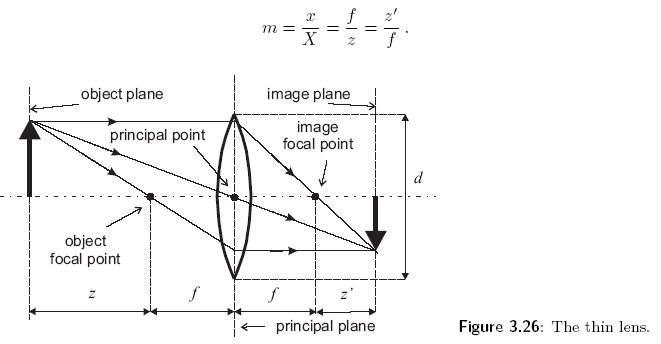 m = x/X = f/z = z'/f .
object plane
image plane
principal point
image
focal point
d
object
focal point
z
f
f
z'
principal plane
Figure 3.26: The thin lens.